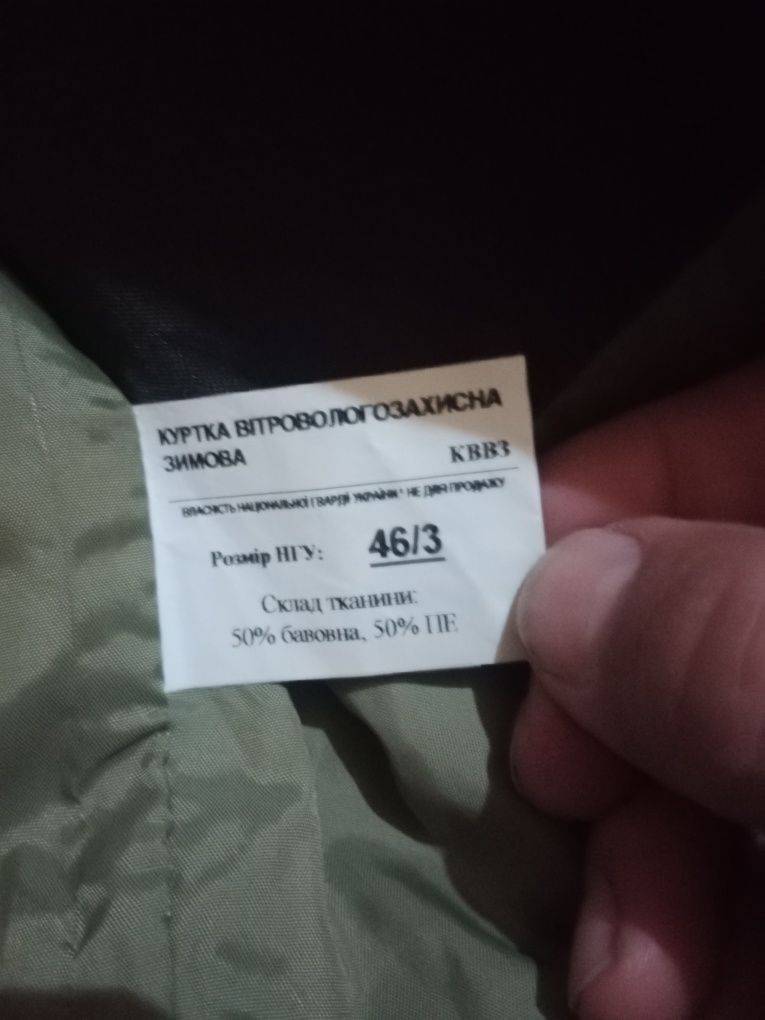 КУРТКА ВІТРОВОЛОГОЗАХИСНА
ЗИМОВА КВВЗ
ВЛАСНІСТЬ НАЦІОНАЛЬНОЇ ГВАРДІЇ УКРАЇНИ * НЕ ДЛЯ ПРОДАЖУ
Розмір НГУ: 46/3
Склад тканини:
50% бавовна, 50% ПЕ